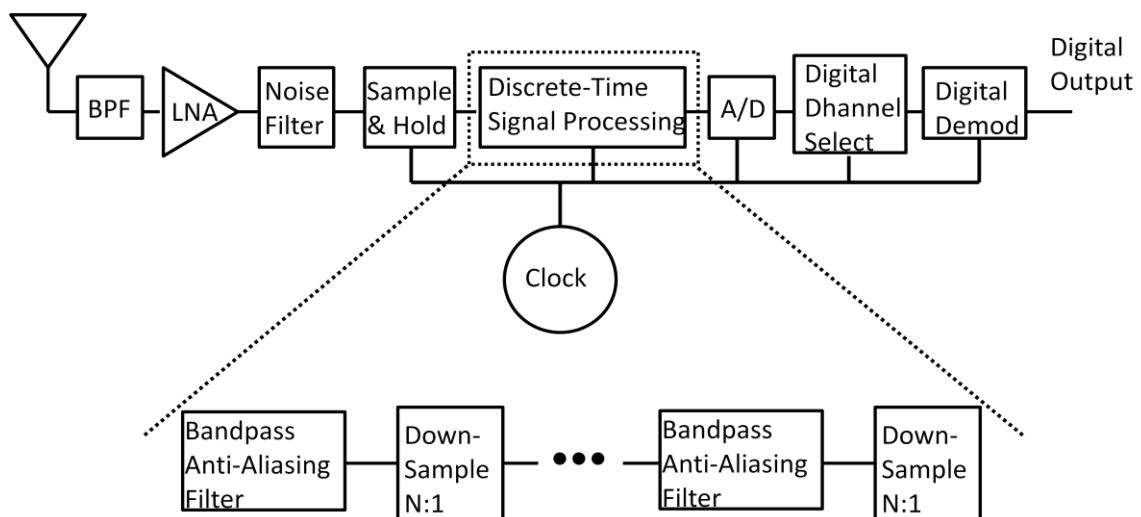 Digital
Output
BPF
LNA
Noise
Filter
Sample
& Hold
Discrete-Time
Signal Processing
A/D
Digital
Dhannel
Select
Digital
Demod
Clock
Bandpass
Anti-Aliasing
Filter
Down-
Sample
N:1
Bandpass
Anti-Aliasing
Filter
Down-
Sample
N:1